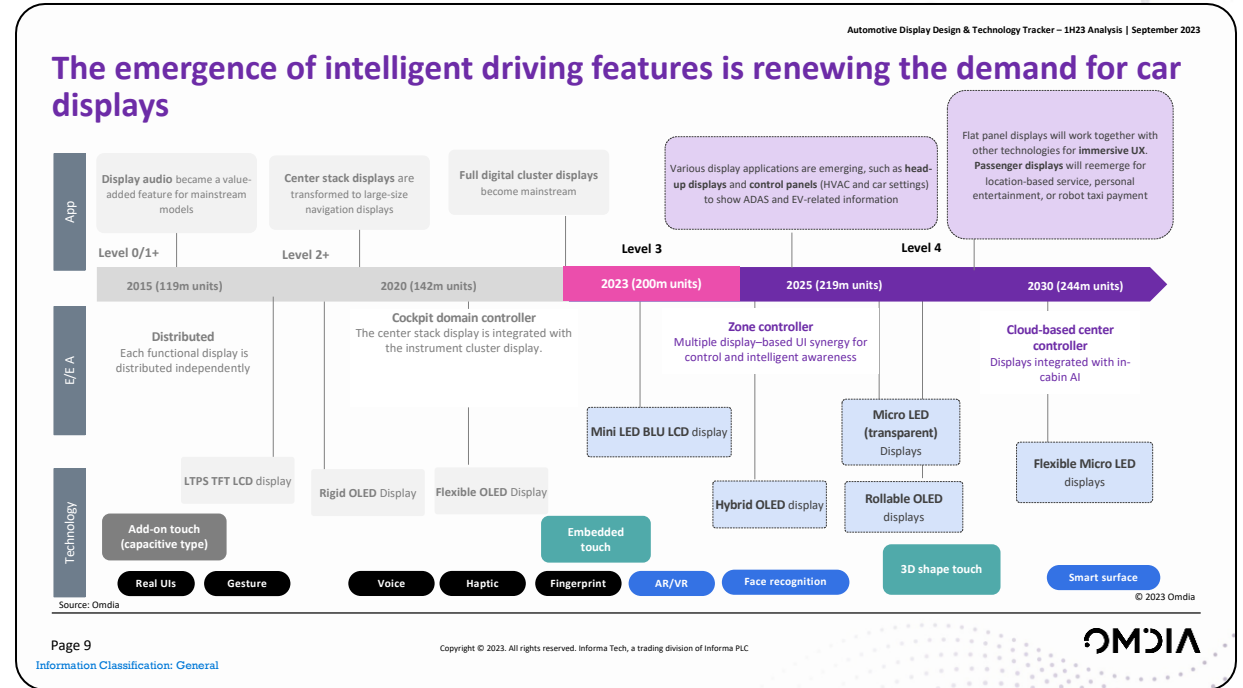 Automotive Display Design & Technology Tracker – 1H23 Analysis | September 2023
The emergence of intelligent driving features is renewing the demand for car
displays
App
Display audio became a value-
added feature for mainstream
models
Center stack displays are
transformed to large-size
navigation displays
Full digital cluster displays
become mainstream
Various display applications are emerging, such as head-
up displays and control panels (HVAC and car settings)
to show ADAS and EV-related information
Flat panel displays will work together with
other technologies for immersive UX.
Passenger displays will reemerge for
location-based service, personal
entertainment, or robot taxi payment
Level 0/1+
Level 2+
Level 3
Level 4
2015 (119m units)
2020 (142m units)
2023 (200m units)
2025 (219m units)
2030 (244m units)
E/E A
Distributed
Each functional display is
distributed independently
Cockpit domain controller
The center stack display is integrated with
the instrument cluster display.
Zone controller
Multiple display–based UI synergy for
control and intelligent awareness
Cloud-based center
controller
Displays integrated with in-
cabin AI
Technology
LTPS TFT LCD display
Rigid OLED Display
Flexible OLED Display
Mini LED BLU LCD display
Hybrid OLED display
Micro LED
(transparent)
Displays
Rollable OLED
displays
Flexible Micro LED
displays
Add-on touch
(capacitive type)
Embedded
touch
3D shape touch
Real UIs
Gesture
Voice
Haptic
Fingerprint
AR/VR
Face recognition
Smart surface
Source: Omdia
© 2023 Omdia
Page 9
Copyright © 2023. All rights reserved. Informa Tech, a trading division of Informa PLC
OMDIA
Information Classification: General